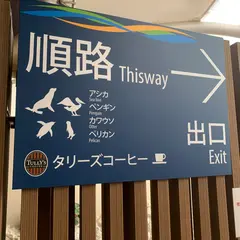 順路 Thisway
アシカ
Sea lion
ペンギン
Penguin
カワウソ
Otter
ペリカン
Pelican
出口
Exit
TULLY'S
タリーズコーヒー